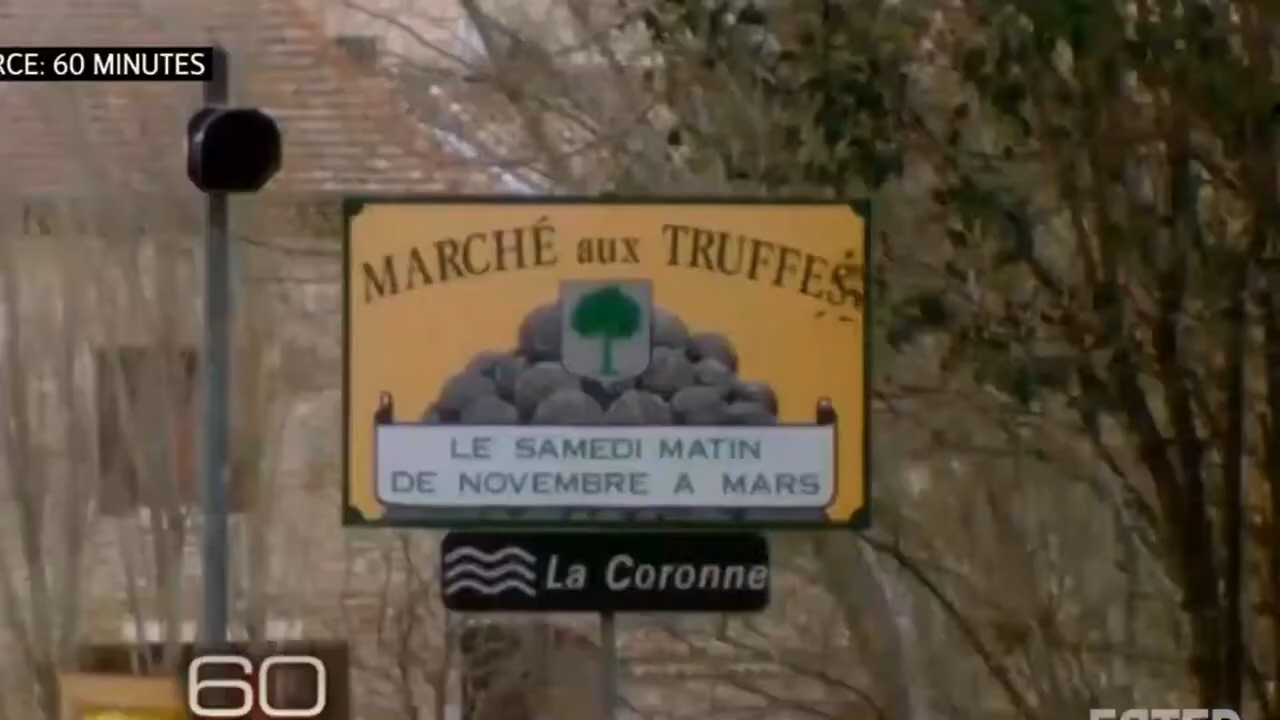 RCE: 60 MINUTES
MARCHÉ aux TRUFFES
LE SAMEDI MATIN
DE NOVEMBRE A MARS
La Coronne
60